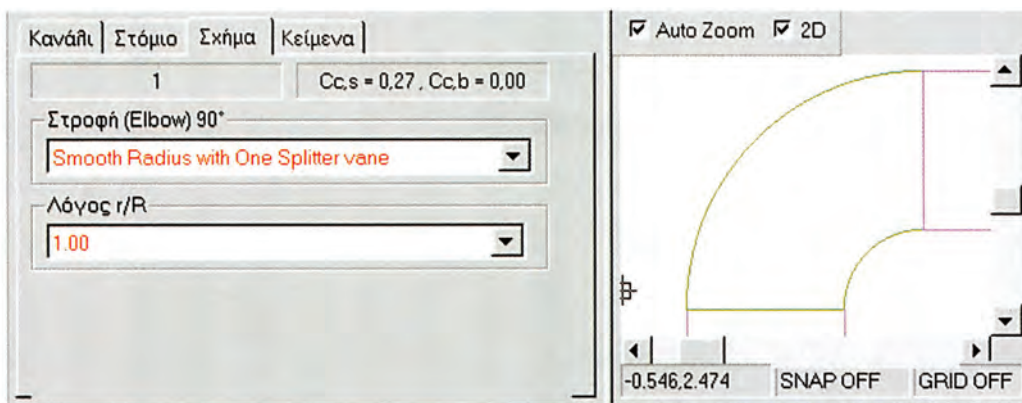 Κανάλι Στόμιο Σχήμα Κείμενα
1 Cc,s = 0,27 , Cc,b = 0,00
Στροφή (Elbow) 90°
Smooth Radius with One Splitter vane
Λόγος r/R
1.00
Auto Zoom 2D
-0.546,2.474 SNAP OFF GRID OFF